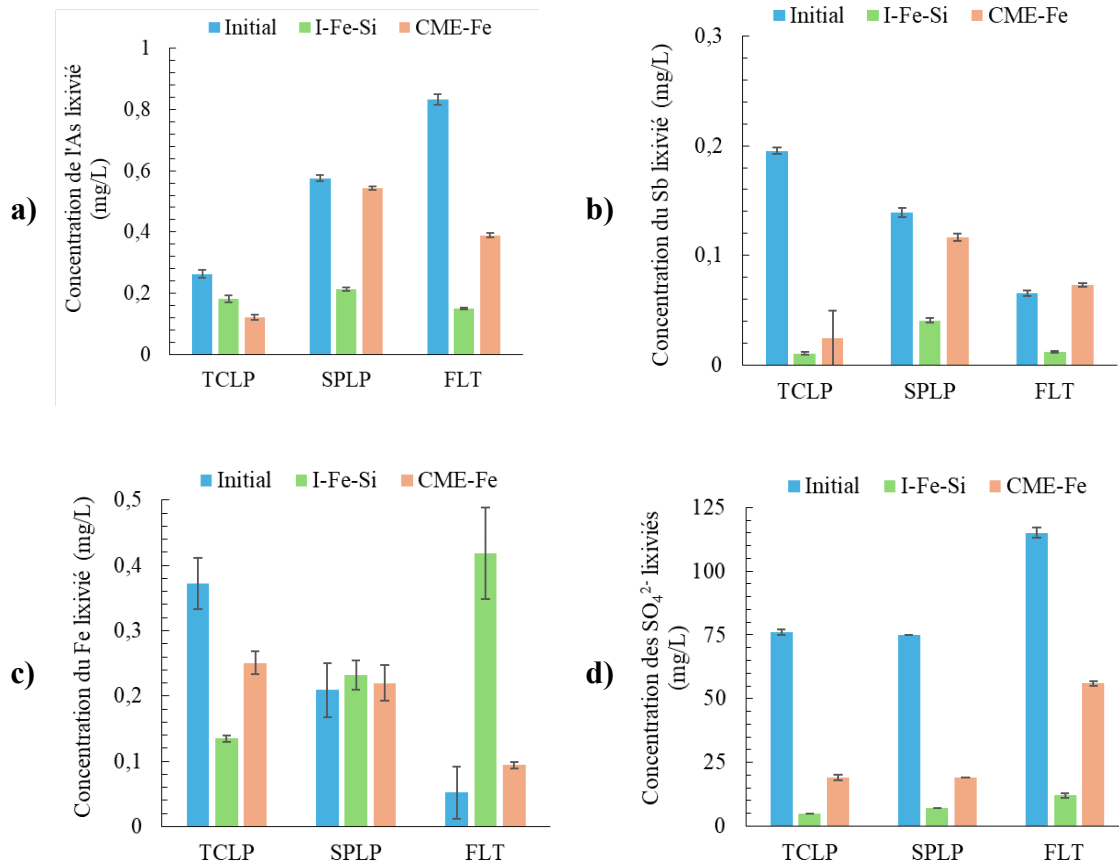 a)
Initial I-Fe-Si CME-Fe
Concentration de l'As lixivié
(mg/L)
1
0,8
0,6
0,4
0,2
0
TCLP SPLP FLT
b)
Initial I-Fe-Si CME-Fe
Concentration du Sb lixivié (mg/L)
0,3
0,2
0,1
0
TCLP SPLP FLT
c)
Initial I-Fe-Si CME-Fe
Concentration du Fe lixivié (mg/L)
0,5
0,4
0,3
0,2
0,1
0
TCLP SPLP FLT
d)
Initial I-Fe-Si CME-Fe
Concentration des SO₄²⁻ lixiviés
(mg/L)
125
100
75
50
25
0
TCLP SPLP FLT